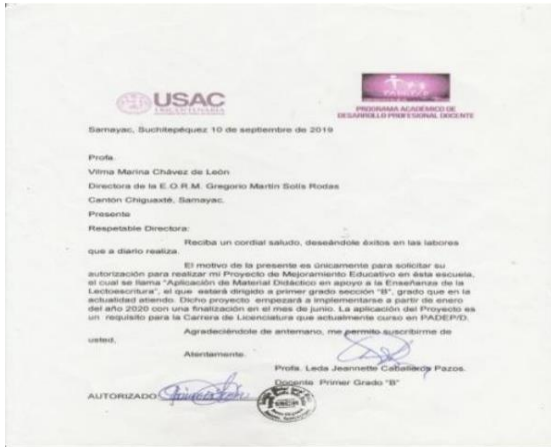 USAC
TRICENTENARIA
PROGRAMA ACADÉMICO DE
DESARROLLO PROFESIONAL DOCENTE
Samayac, Suchitepéquez 10 de septiembre de 2019
Profa.
Vilma Marina Chávez de León
Directora de la E.O.R.M. Gregorio Martin Solís Rodas
Cantón Chiguaxté, Samayac.
Presente
Respetable Directora:
Reciba un cordial saludo, deseándole éxitos en las labores
que a diario realiza.
El motivo de la presente es únicamente para solicitar su
autorización para realizar mi Proyecto de Mejoramiento Educativo en ésta escuela,
el cual se llama "Aplicación de Material Didáctico en apoyo a la Enseñanza de la
Lectoescritura", el que estará dirigido a primer grado sección "B", grado que en la
actualidad atiendo. Dicho proyecto empezará a implementarse a partir de enero
del año 2020 con una finalización en el mes de junio. La aplicación del Proyecto es
un requisito para la Carrera de Licenciatura que actualmente curso en PADEP/D.
Agradeciéndole de antemano, me permito suscribirme de
usted.
Atentamente.
Profa. Leda Jeannette Caballeros Pazos.
Docente Primer Grado "B"
AUTORIZADO: